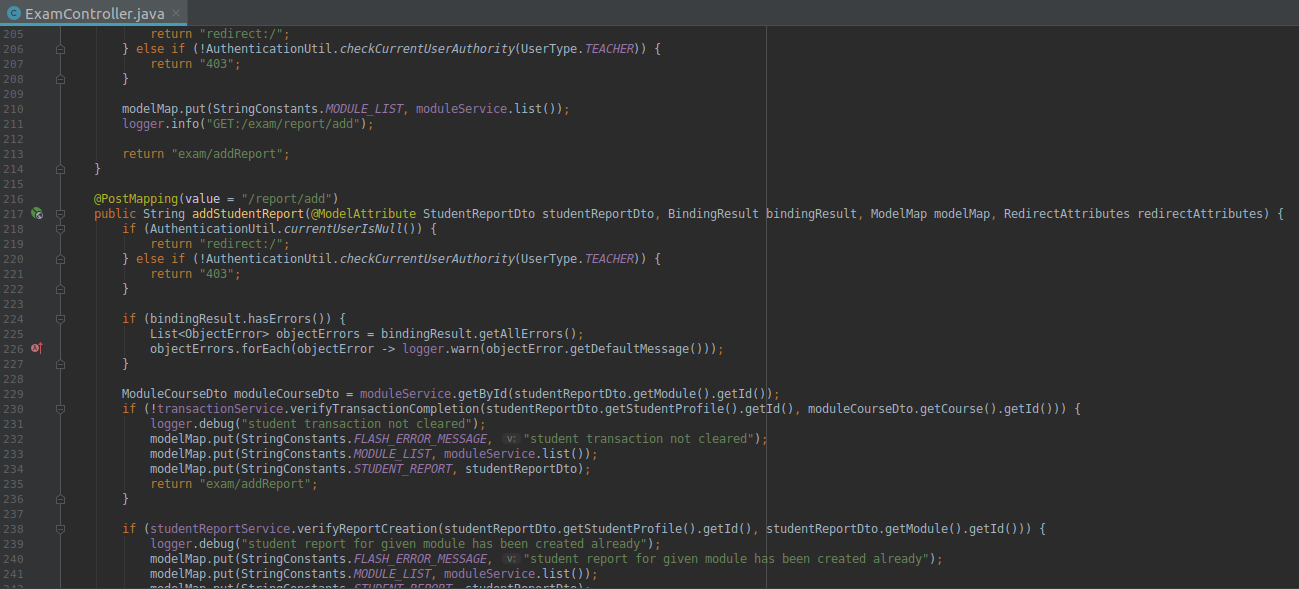 ExamController.java
205 return "redirect:/";
206 } else if (!AuthenticationUtil.checkCurrentUserAuthority(UserType.TEACHER)) {
207 return "403";
208 }
209
210 modelMap.put(StringConstants.MODULE_LIST, moduleService.list());
211 logger.info("GET:/exam/report/add");
212
213 return "exam/addReport";
214 }
215
216 @PostMapping(value = "/report/add")
217 public String addStudentReport(@ModelAttribute StudentReportDto studentReportDto, BindingResult bindingResult, ModelMap modelMap, RedirectAttributes redirectAttributes) {
218 if (AuthenticationUtil.currentUserIsNull()) {
219 return "redirect:/";
220 } else if (!AuthenticationUtil.checkCurrentUserAuthority(UserType.TEACHER)) {
221 return "403";
222 }
223
224 if (bindingResult.hasErrors()) {
225 List<ObjectError> objectErrors = bindingResult.getAllErrors();
226 objectErrors.forEach(objectError -> logger.warn(objectError.getDefaultMessage()));
227 }
228
229 ModuleCourseDto moduleCourseDto = moduleService.getById(studentReportDto.getModule().getId());
230 if (!transactionService.verifyTransactionCompletion(studentReportDto.getStudentProfile().getId(), moduleCourseDto.getCourse().getId())) {
231 logger.debug("student transaction not cleared");
232 modelMap.put(StringConstants.FLASH_ERROR_MESSAGE, v: "student transaction not cleared");
233 modelMap.put(StringConstants.MODULE_LIST, moduleService.list());
234 modelMap.put(StringConstants.STUDENT_REPORT, studentReportDto);
235 return "exam/addReport";
236 }
237
238 if (studentReportService.verifyReportCreation(studentReportDto.getStudentProfile().getId(), studentReportDto.getModule().getId())) {
239 logger.debug("student report for given module has been created already");
240 modelMap.put(StringConstants.FLASH_ERROR_MESSAGE, v: "student report for given module has been created already");
241 modelMap.put(StringConstants.MODULE_LIST, moduleService.list());
242 modelMap.put(StringConstants.STUDENT_REPORT, studentReportDto);